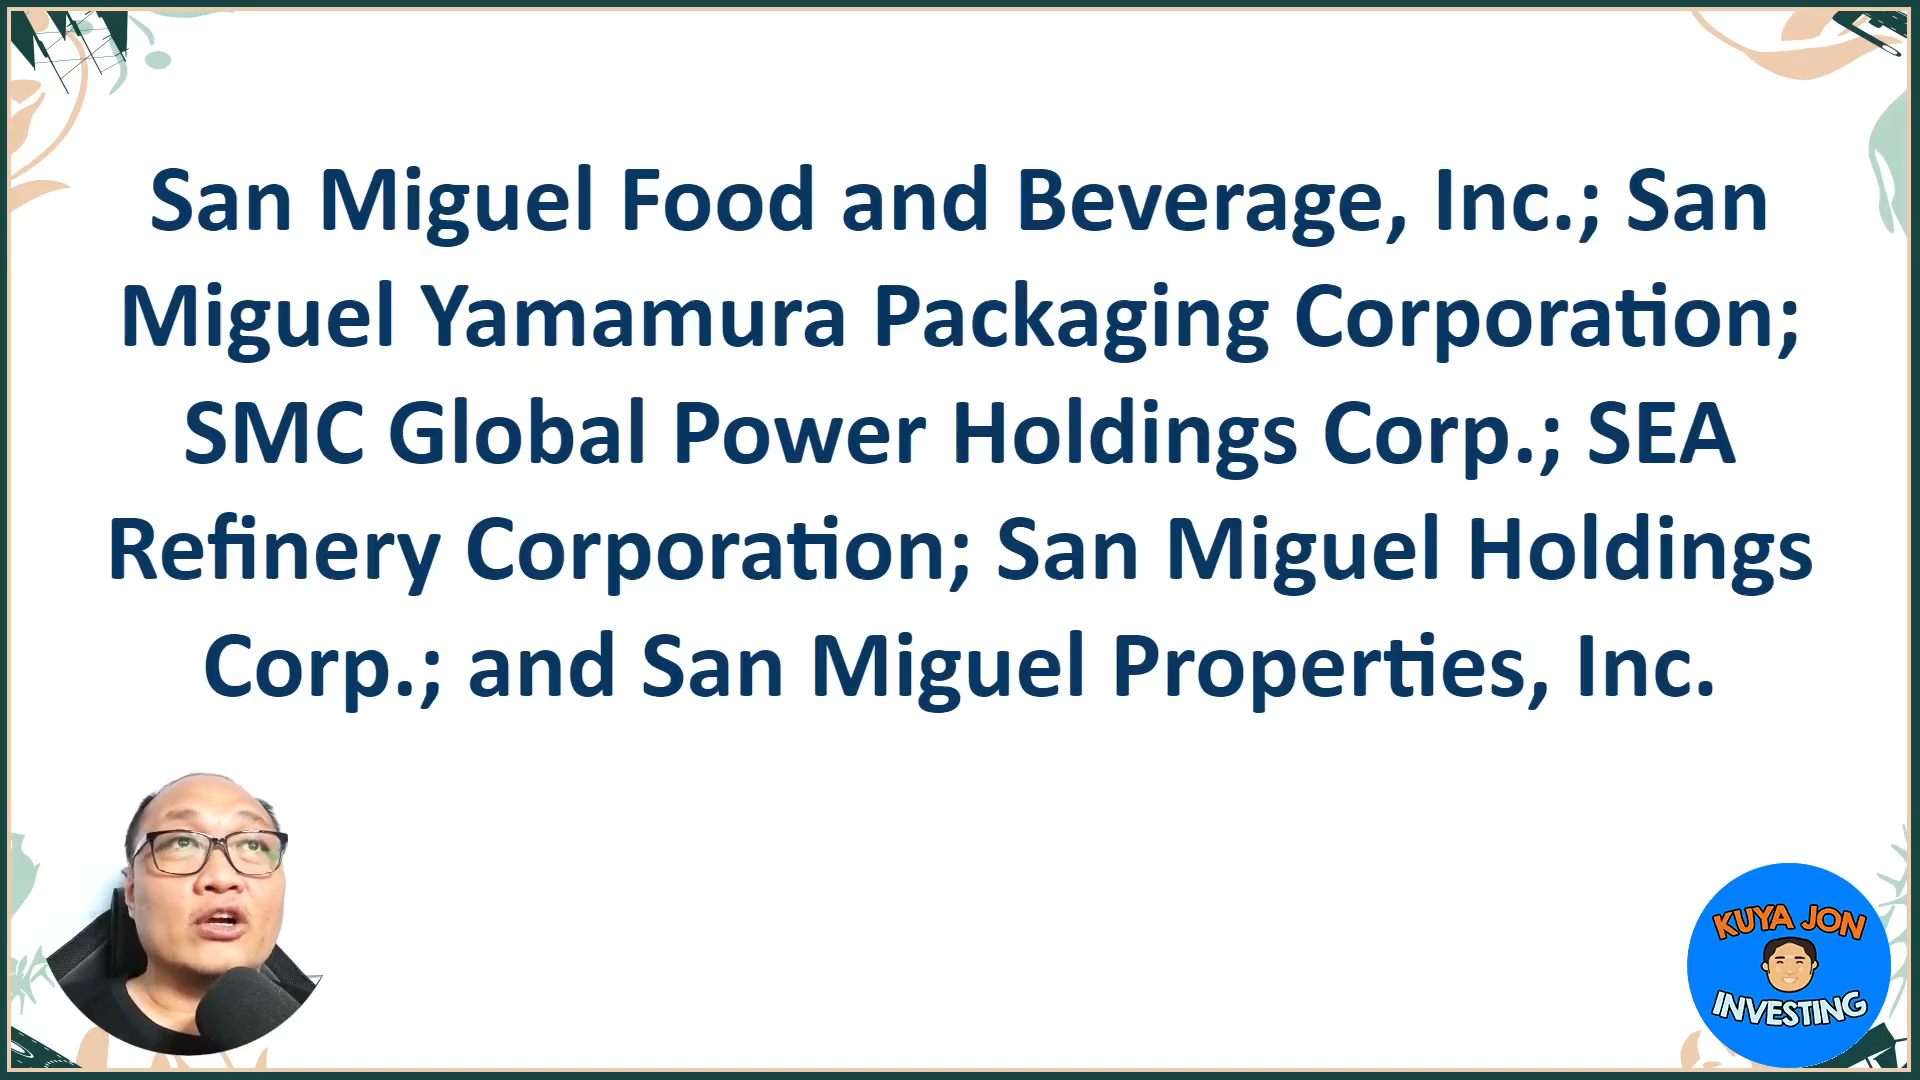 San Miguel Food and Beverage, Inc.; San
Miguel Yamamura Packaging Corporation;
SMC Global Power Holdings Corp.; SEA
Refinery Corporation; San Miguel Holdings
Corp.; and San Miguel Properties, Inc.
KUYA JON
INVESTING